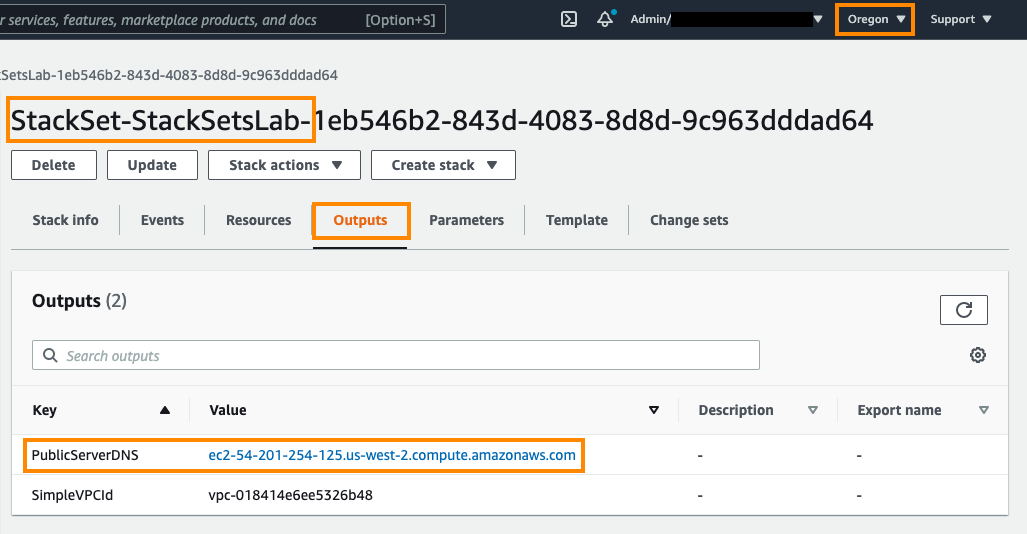 r services, features, marketplace products, and docs [Option+S] Admin/ Oregon Support
SetsLab-1eb546b2-843d-4083-8d8d-9c963dddad64
StackSet-StackSetsLab-1eb546b2-843d-4083-8d8d-9c963dddad64
Delete Update Stack actions Create stack
Stack info Events Resources Outputs Parameters Template Change sets
Outputs (2)
Search outputs
Key Value Description Export name
PublicServerDNS ec2-54-201-254-125.us-west-2.compute.amazonaws.com - -
SimpleVPCId vpc-018414e6ee5326b48 - -